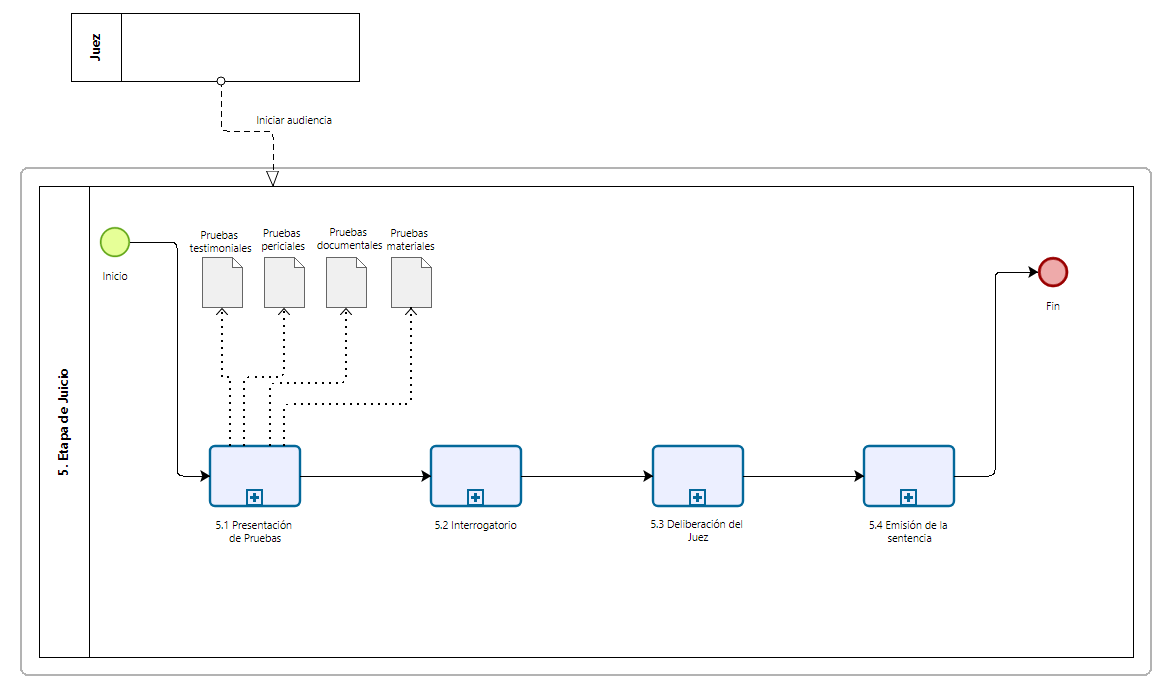 Juez
Iniciar audiencia
5. Etapa de Juicio
Inicio
Pruebas
testimoniales
Pruebas
periciales
Pruebas
documentales
Pruebas
materiales
Fin
5.1 Presentación
de Pruebas
5.2 Interrogatorio
5.3 Deliberación del
Juez
5.4 Emisión de la
sentencia